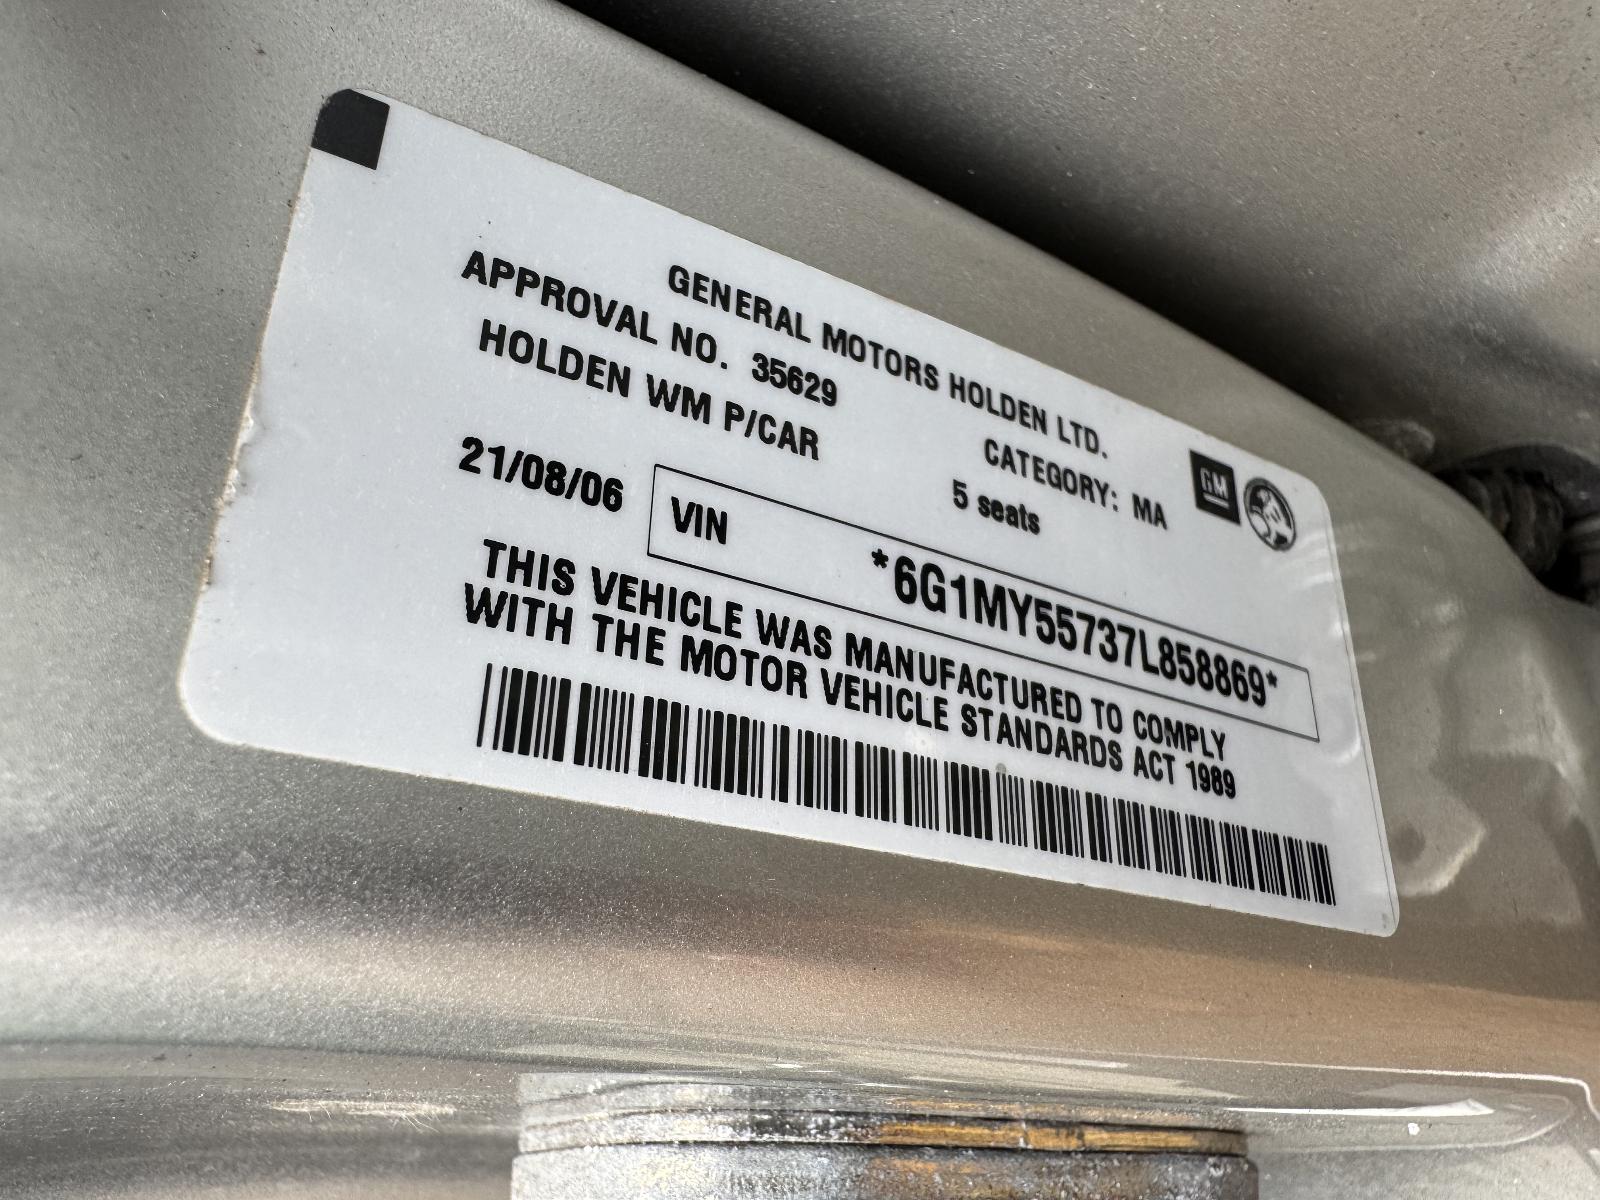 GENERAL MOTORS HOLDEN LTD.
APPROVAL NO. 35629 CATEGORY: MA
HOLDEN WM P/CAR 5 seats
GM
21/08/06 VIN *6G1MY55737L858869*
THIS VEHICLE WAS MANUFACTURED TO COMPLY
WITH THE MOTOR VEHICLE STANDARDS ACT 1989